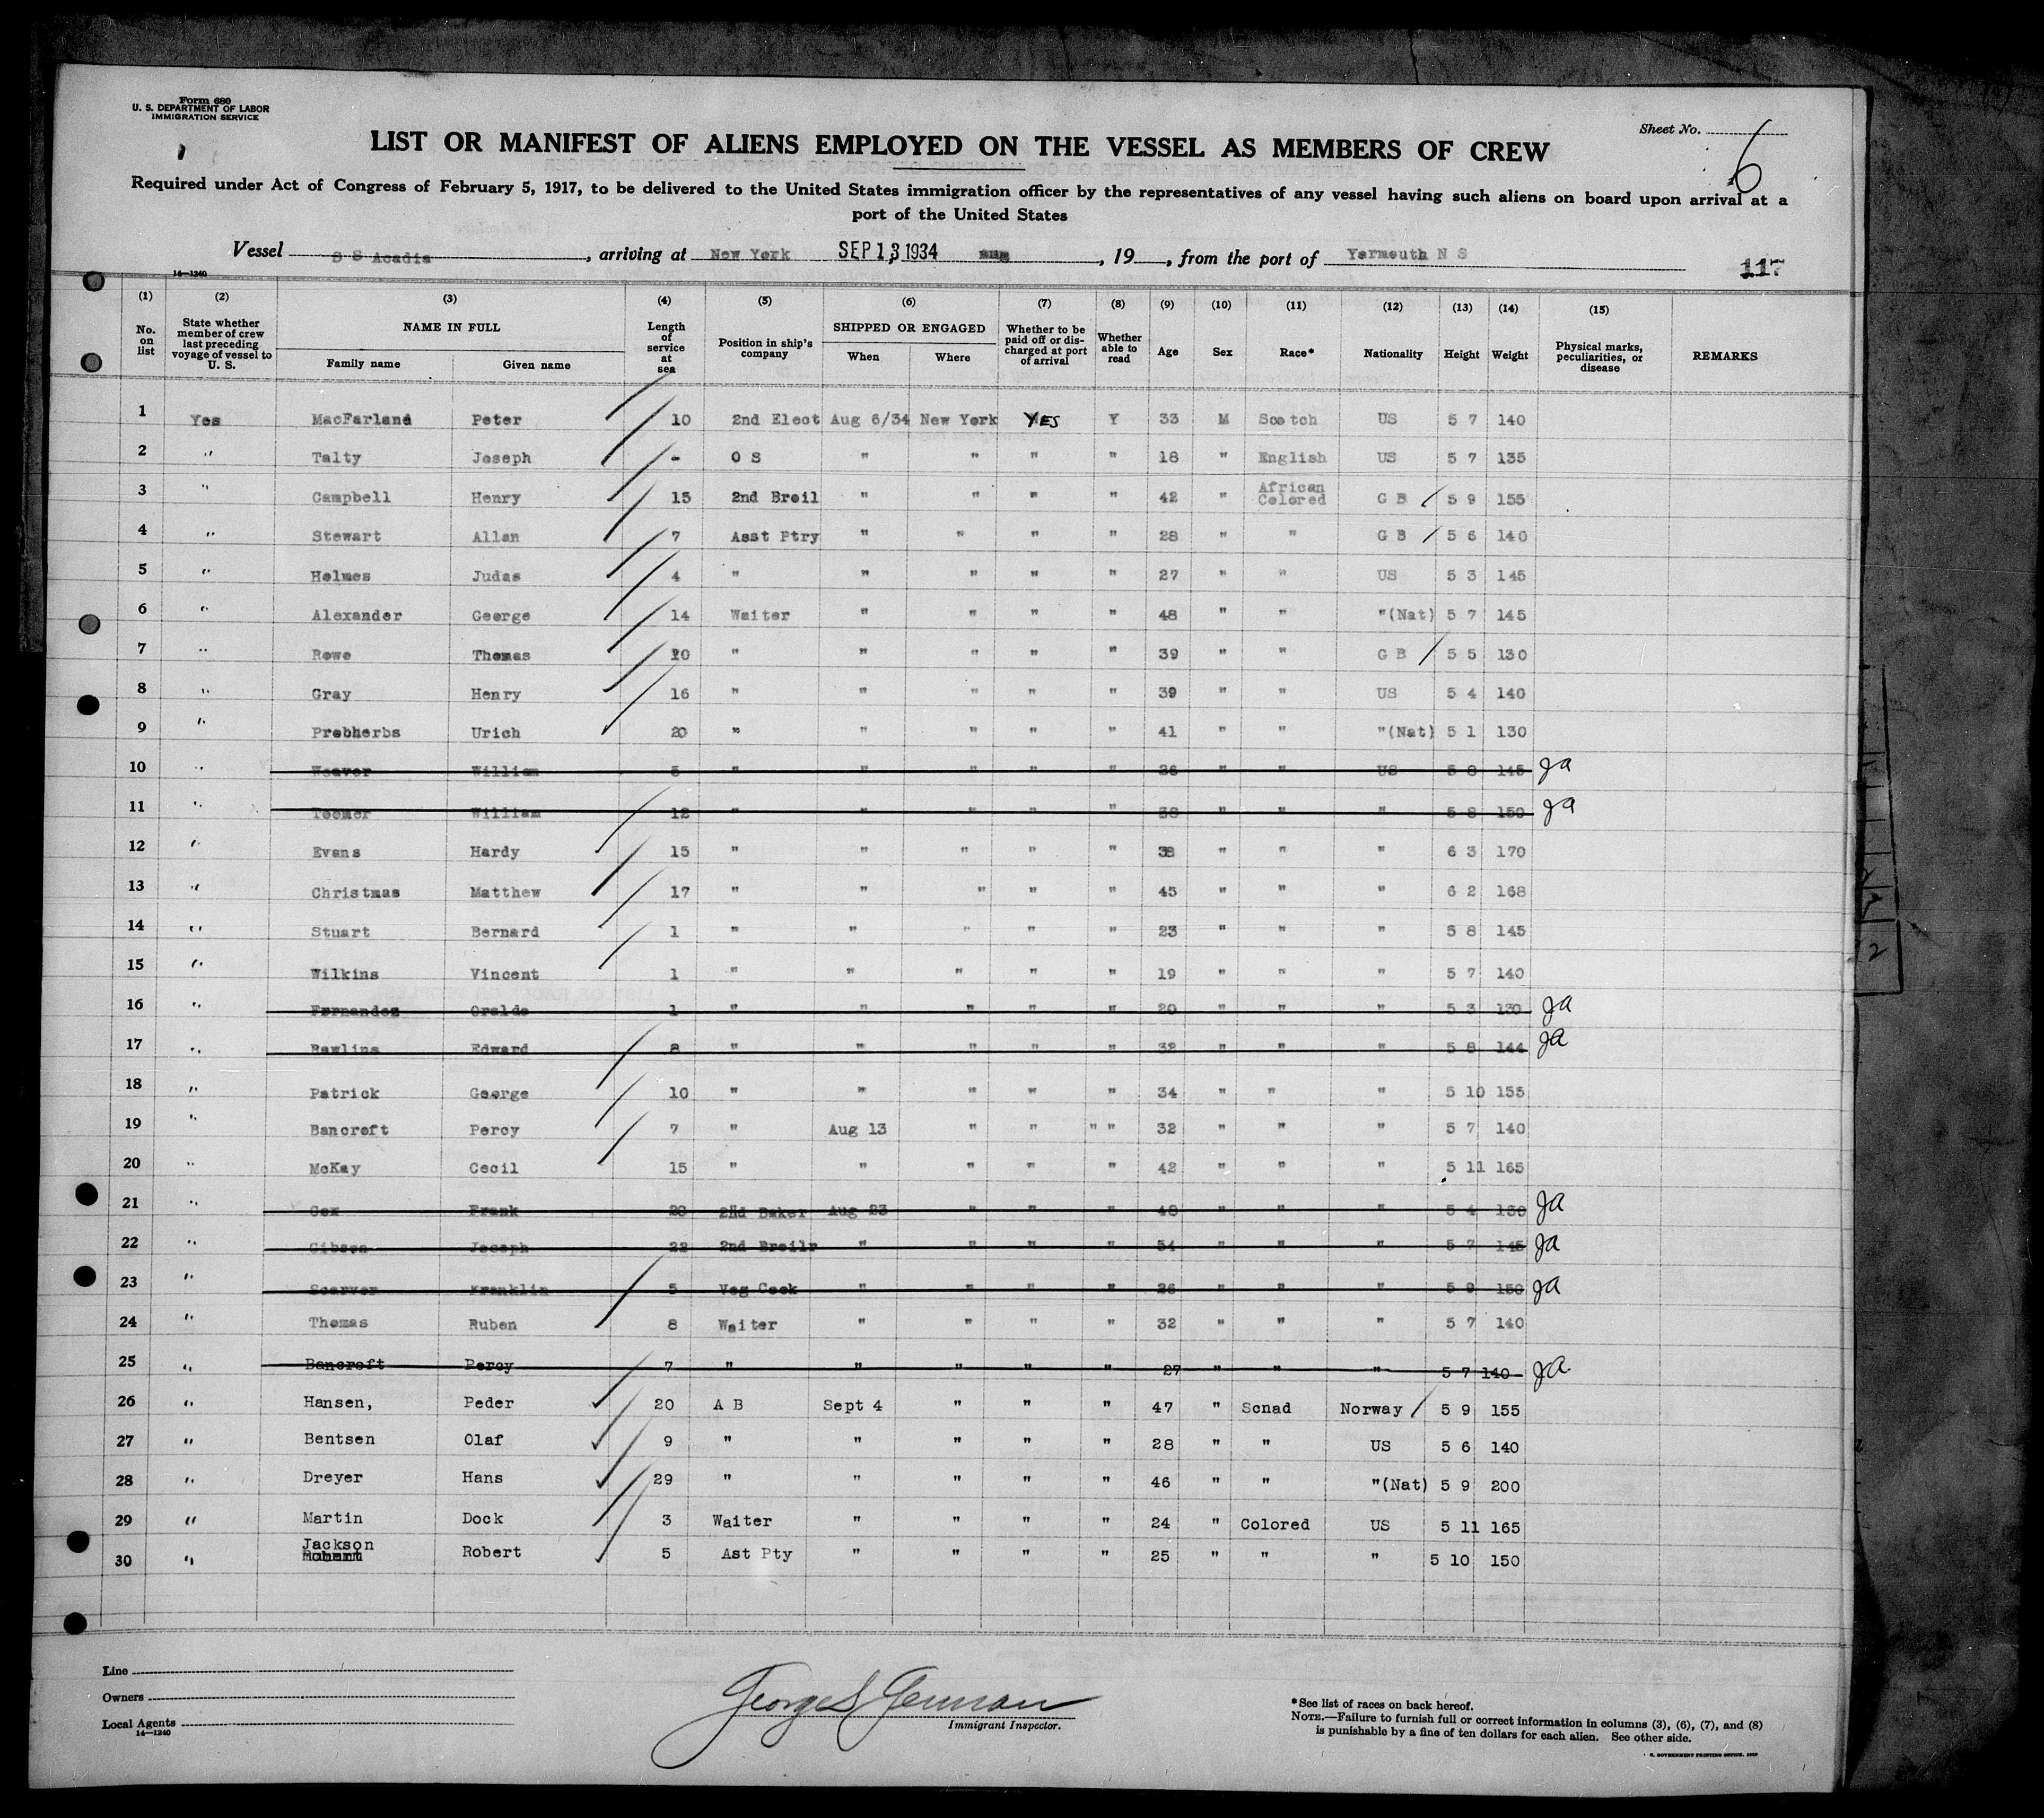 Form 680
U. S. DEPARTMENT OF LABOR
IMMIGRATION SERVICE
Sheet No. 6
LIST OR MANIFEST OF ALIENS EMPLOYED ON THE VESSEL AS MEMBERS OF CREW
Required under Act of Congress of February 5, 1917, to be delivered to the United States immigration officer by the representatives of any vessel having such aliens on board upon arrival at a
port of the United States
Vessel S S Acadia, arriving at New York SEP 13 1934 aug, 19, from the port of Yarmouth N S
14—1240
117
(1) (2) (3) (4) (5) (6) (7) (8) (9) (10) (11) (12) (13) (14) (15)
No. on list
State whether member of crew last preceding voyage of vessel to U. S.
NAME IN FULL
Family name Given name
Length of service at sea
Position in ship's company
SHIPPED OR ENGAGED
When Where
Whether to be paid off or discharged at port of arrival
Whether able to read
Age Sex Race* Nationality Height Weight
Physical marks, peculiarities, or disease
REMARKS
1 Yes MacFarland Peter 10 2nd Elect Aug 6/34 New York YES Y 33 M Scotch US 5 7 140
2 " Talty Joseph - O S " " " " 18 " English US 5 7 135
3 " Campbell Henry 15 2nd Broil " " " " 42 " African Colored G B 5 9 155
4 " Stewart Allan 7 Asst Ptry " " " " 28 " " G B 5 6 140
5 " Holmes Judas 4 " " " " " 27 " " US 5 3 145
6 " Alexander George 14 Waiter " " " " 48 " " "(Nat) 5 7 145
7 " Rowe Thomas 20 " " " " " 39 " " G B 5 5 130
8 " Gray Henry 16 " " " " " 39 " " US 5 4 140
9 " Prebherbs Urich 20 " " " " " 41 " " "(Nat) 5 1 130
10 " Weaver William 5 " " " " " 26 " " US 5 8 145 JA
11 " Toomer William 12 " " " " " 38 " " " 5 8 150 JA
12 " Evans Hardy 15 " " " " " 38 " " " 6 3 170
13 " Christmas Matthew 17 " " " " " 45 " " " 6 2 168
14 " Stuart Bernard 1 " " " " " 23 " " " 5 8 145
15 " Wilkins Vincent 1 " " " " " 19 " " " 5 7 140
16 " Fernandez Oralde 1 " " " " " 20 " " " 5 3 130 JA
17 " Rawlins Edward 8 " " " " " 32 " " " 5 8 144 JA
18 " Patrick George 10 " " " " " 34 " " " 5 10 155
19 " Bancroft Percy 7 " Aug 13 " " " " 32 " " " 5 7 140
20 " McKay Cecil 15 " " " " " 42 " " " 5 11 165
21 " Cox Frank 20 2nd Baker Aug 23 " " " 48 " " " 5 4 130 JA
22 " Gibson Joseph 22 2nd Broilr " " " " 54 " " " 5 7 145 JA
23 " Scarver Franklin 5 Veg Cook " " " " 26 " " " 5 9 150 JA
24 " Thomas Ruben 8 Waiter " " " " 32 " " " 5 7 140
25 " Bancroft Percy 7 " " " " " 27 " " " 5 7 140 JA
26 " Hansen, Peder 20 A B Sept 4 " " " 47 " Scnad Norway 5 9 155
27 " Bentsen Olaf 9 " " " " " 28 " " US 5 6 140
28 " Dreyer Hans 29 " " " " " 46 " " "(Nat) 5 9 200
29 " Martin Dock 3 Waiter " " " " 24 " Colored US 5 11 165
30 " Jackson Robert 5 Ast Pty " " " " 25 " " " 5 10 150
Line
Owners
Local Agents
14—1240
Immigrant Inspector.
*See list of races on back hereof.
NOTE.—Failure to furnish full or correct information in columns (3), (6), (7), and (8)
is punishable by a fine of ten dollars for each alien. See other side.